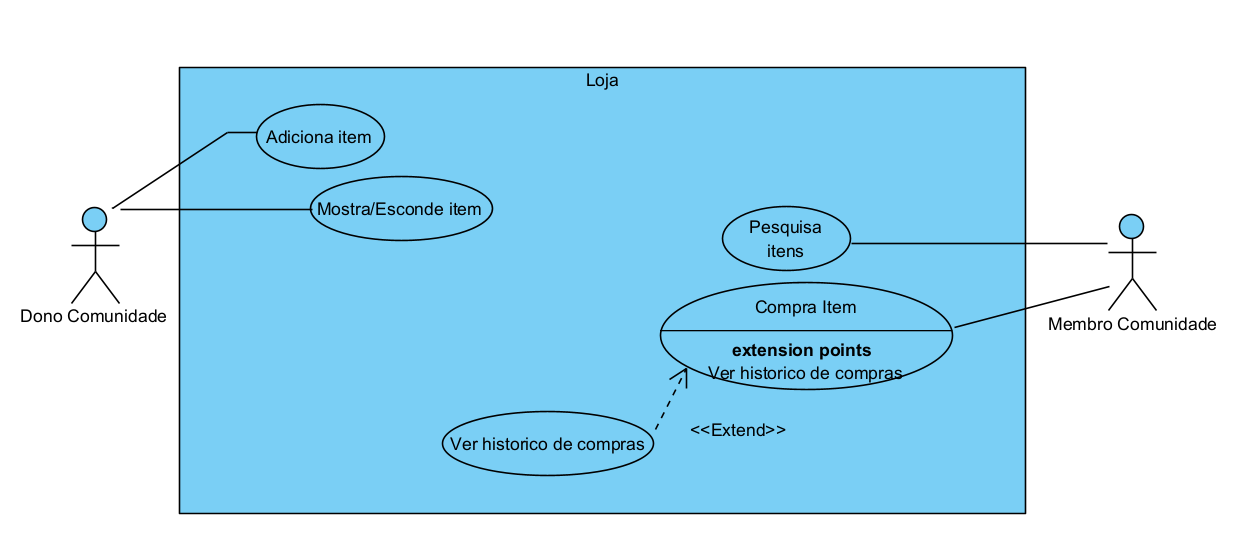 Loja
Adiciona item
Mostra/Esconde item
Dono Comunidade
Pesquisa
itens
Compra Item
extension points
Ver historico de compras
Membro Comunidade
<<Extend>>
Ver historico de compras